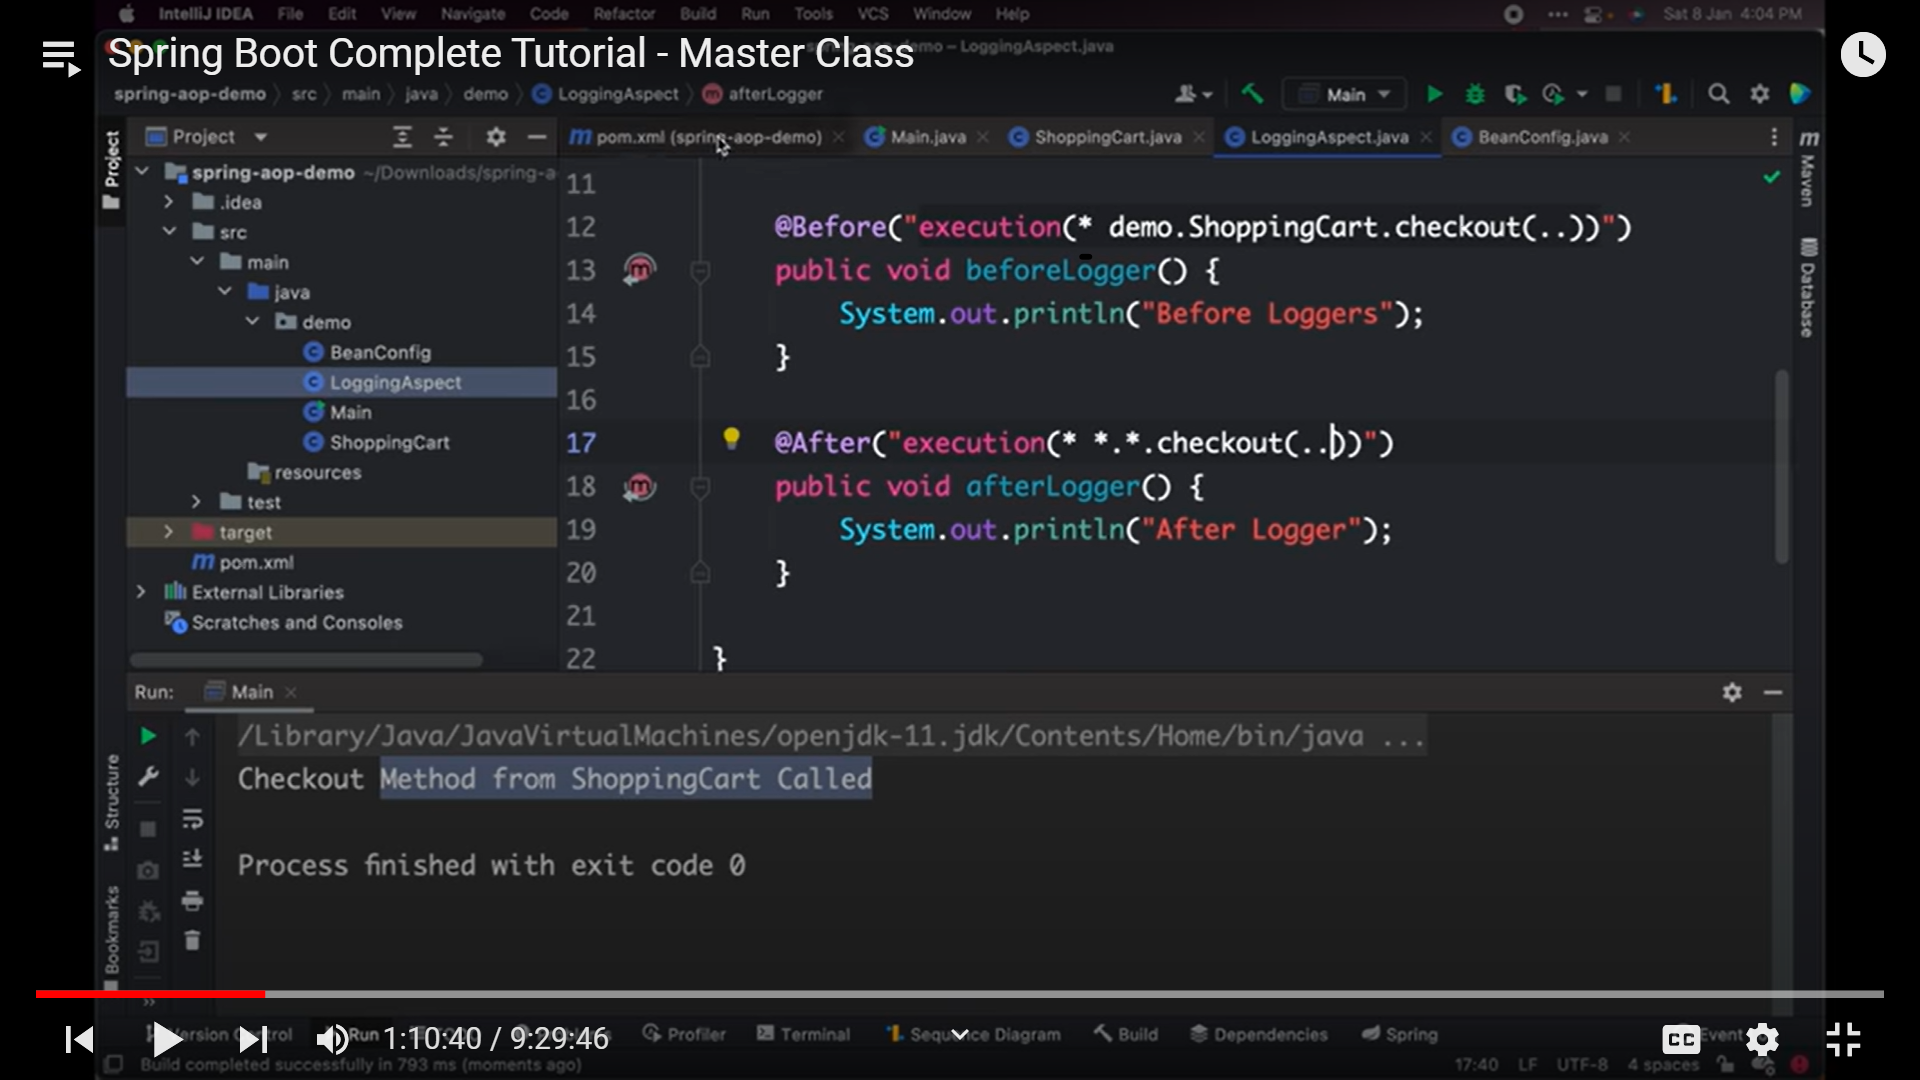 IntelliJ IDEA File Edit View Navigate Code Refactor Build Run Tools VCS Window Help Sat 8 Jan 4:04 PM
Spring Boot Complete Tutorial - Master Class
LoggingAspect.java
spring-aop-demo src main java demo LoggingAspect afterLogger Main
Project
Project
pom.xml (spring-aop-demo) Main.java ShoppingCart.java LoggingAspect.java BeanConfig.java
Maven
Database
spring-aop-demo ~/Downloads/spring-a
.idea
src
main
java
demo
BeanConfig
LoggingAspect
Main
ShoppingCart
resources
test
target
pom.xml
External Libraries
Scratches and Consoles
11
12 @Before("execution(* demo.ShoppingCart.checkout(..))")
13 public void beforeLogger() {
14 System.out.println("Before Loggers");
15 }
16
17 @After("execution(* *.*.checkout(..))")
18 public void afterLogger() {
19 System.out.println("After Logger");
20 }
21
22 }
Run: Main
/Library/Java/JavaVirtualMachines/openjdk-11.jdk/Contents/Home/bin/java ...
Checkout Method from ShoppingCart Called
Process finished with exit code 0
Structure
Bookmarks
1:10:40 / 9:29:46
CC
Run Profiler Terminal Sequence Diagram Build Dependencies Spring Event
Build completed successfully in 793 ms (moments ago) 17:40 LF UTF-8 4 spaces